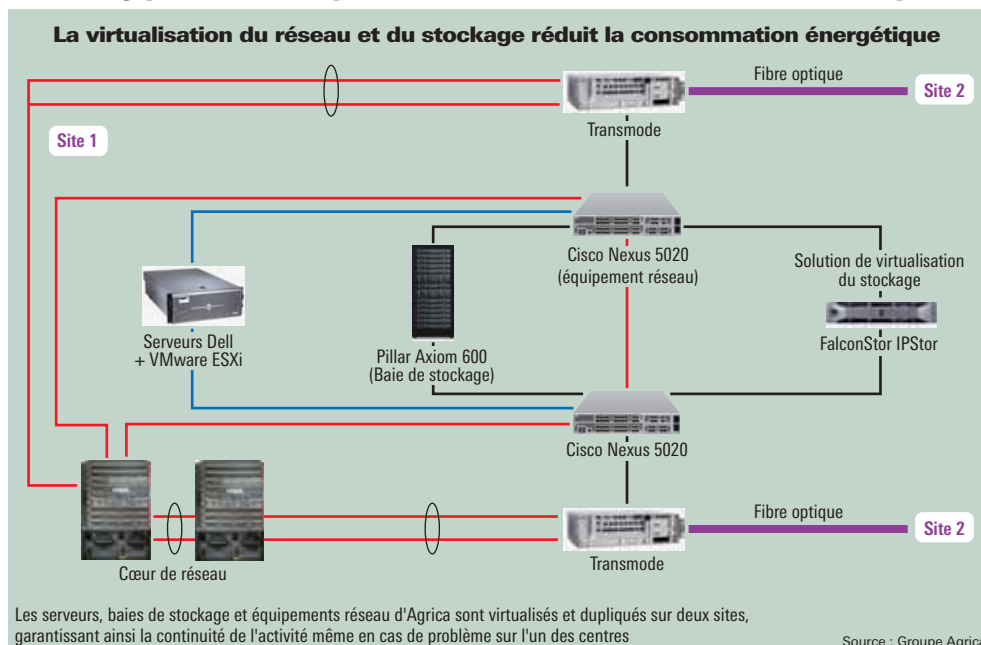 La virtualisation du réseau et du stockage réduit la consommation énergétique
Fibre optique
Site 2
Transmode
Site 1
Cisco Nexus 5020
(équipement réseau)
Solution de virtualisation
du stockage
Serveurs Dell
+ VMware ESXi
Pillar Axiom 600
(Baie de stockage)
FalconStor IPStor
Cisco Nexus 5020
Fibre optique
Site 2
Transmode
Cœur de réseau
Les serveurs, baies de stockage et équipements réseau d'Agrica sont virtualisés et dupliqués sur deux sites,
garantissant ainsi la continuité de l'activité même en cas de problème sur l'un des centres
Source : Groupe Agrica